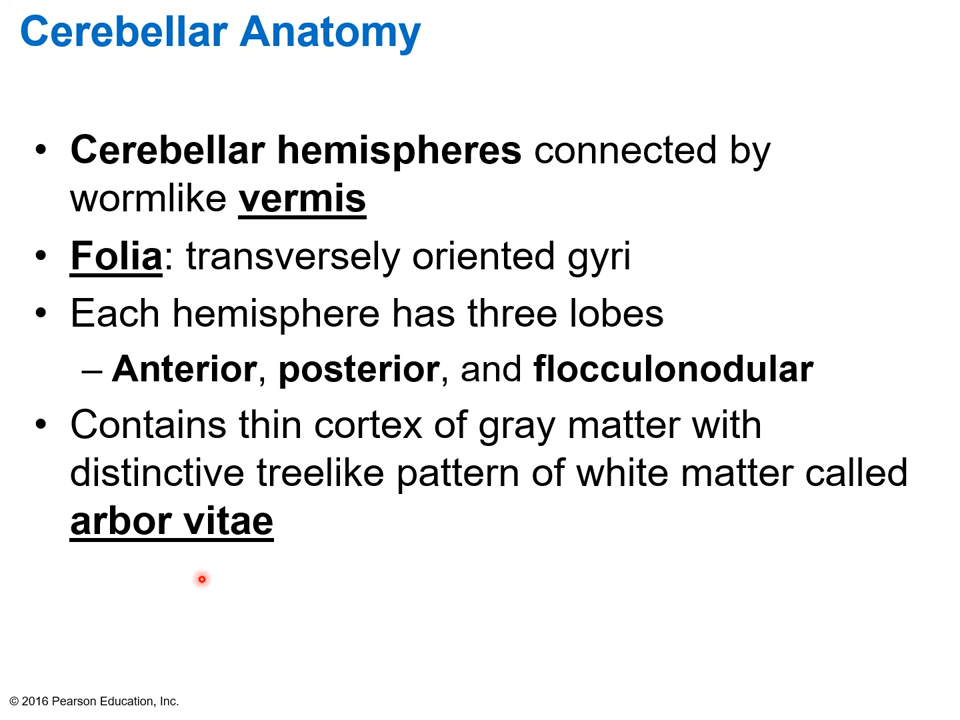 Cerebellar Anatomy
• Cerebellar hemispheres connected by
wormlike vermis
• Folia: transversely oriented gyri
• Each hemisphere has three lobes
– Anterior, posterior, and flocculonodular
• Contains thin cortex of gray matter with
distinctive treelike pattern of white matter called
arbor vitae
© 2016 Pearson Education, Inc.